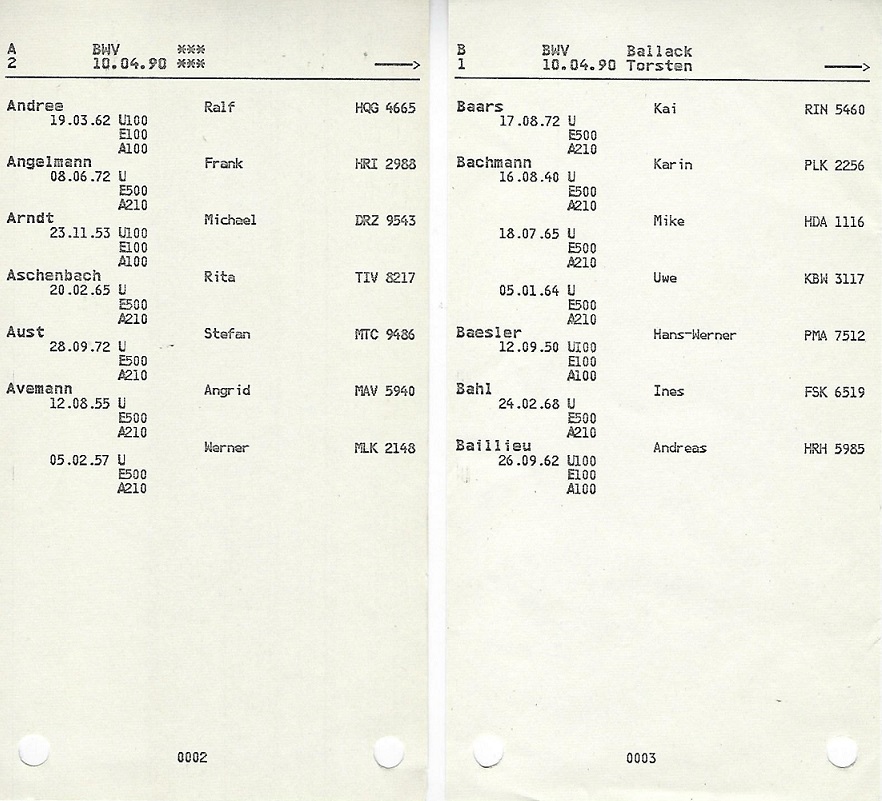 A BWV ***
2 10.04.90 *** ---->
Andree Ralf HQG 4665
19.03.62 U100
E100
A100
Angelmann Frank HRI 2988
08.06.72 U
E500
A210
Arndt Michael DRZ 9543
23.11.53 U100
E100
A100
Aschenbach Rita TIV 8217
20.02.65 U
E500
A210
Aust Stefan MTC 9486
28.09.72 U
E500
A210
Avemann Angrid MAV 5940
12.08.55 U
E500
A210
Werner MLK 2148
05.02.57 U
E500
A210
0002
B BWV Ballack
1 10.04.90 Torsten ---->
Baars Kai RIN 5460
17.08.72 U
E500
A210
Bachmann Karin PLK 2256
16.08.40 U
E500
A210
Mike HDA 1116
18.07.65 U
E500
A210
Uwe KBW 3117
05.01.64 U
E500
A210
Baesler Hans-Werner PMA 7512
12.09.50 U100
E100
A100
Bahl Ines FSK 6519
24.02.68 U
E500
A210
Baillieu Andreas HRH 5985
26.09.62 U100
E100
A100
0003